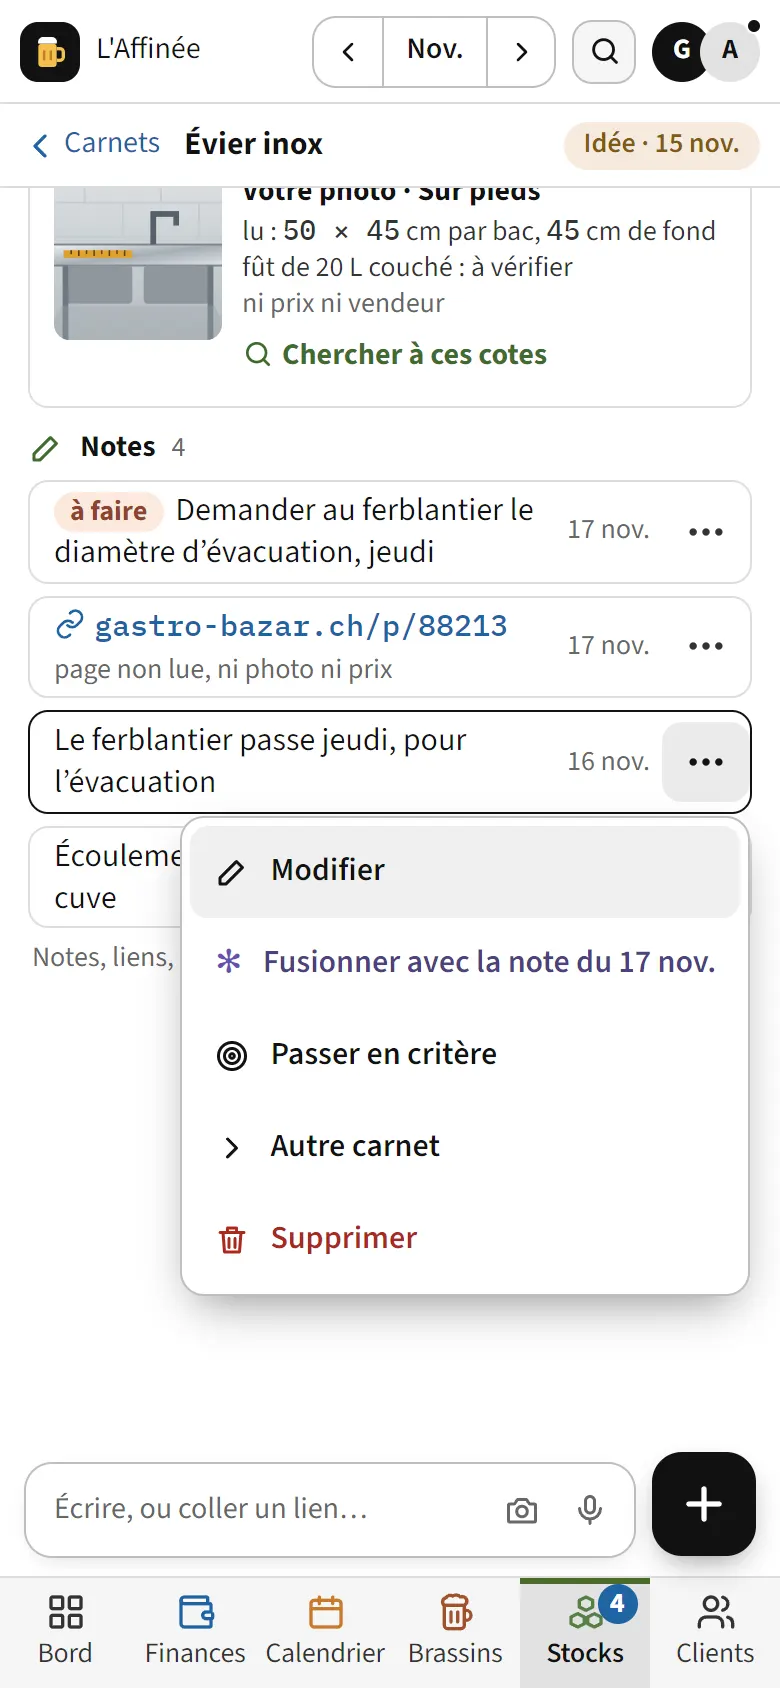 L'Affinée
Nov.
G
A
Carnets
Évier inox
Idée · 15 nov.
Votre photo · Sur pieds
lu : 50 × 45 cm par bac, 45 cm de fond
fût de 20 L couché : à vérifier
ni prix ni vendeur
Chercher à ces cotes
Notes 4
à faire Demander au ferblantier le
diamètre d’évacuation, jeudi
17 nov.
gastro-bazar.ch/p/88213
page non lue, ni photo ni prix
17 nov.
Le ferblantier passe jeudi, pour
l’évacuation
16 nov.
cuve
Notes, liens,
Modifier
Fusionner avec la note du 17 nov.
Passer en critère
Autre carnet
Supprimer
Écrire, ou coller un lien…
Bord
Finances
Calendrier
Brassins
4
Stocks
Clients